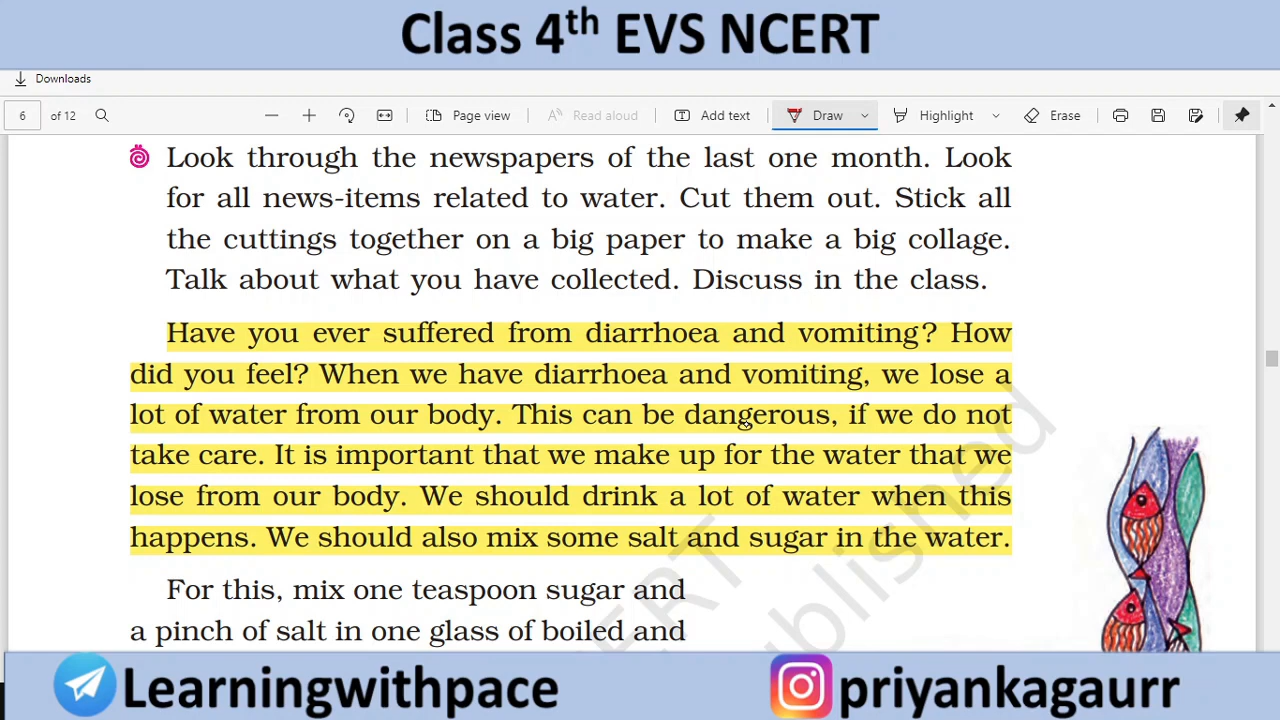 Class 4th EVS NCERT
Downloads
6 of 12 Page view Read aloud Add text Draw Highlight Erase
Look through the newspapers of the last one month. Look
for all news-items related to water. Cut them out. Stick all
the cuttings together on a big paper to make a big collage.
Talk about what you have collected. Discuss in the class.
Have you ever suffered from diarrhoea and vomiting? How
did you feel? When we have diarrhoea and vomiting, we lose a
lot of water from our body. This can be dangerous, if we do not
take care. It is important that we make up for the water that we
lose from our body. We should drink a lot of water when this
happens. We should also mix some salt and sugar in the water.
For this, mix one teaspoon sugar and
a pinch of salt in one glass of boiled and
Learningwithpace priyankagaurr